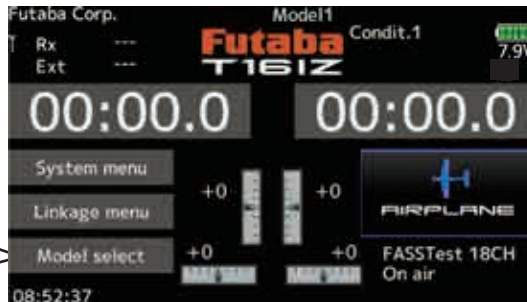 Futaba Corp. Model1
Rx ---
Ext ---
Futaba
T16IZ
Condit.1
7.9V
00:00.0 00:00.0
System menu
Linkage menu
Model select
+0 +0
+0 +0
AIRPLANE
FASSTest 18CH
On air
08:52:37